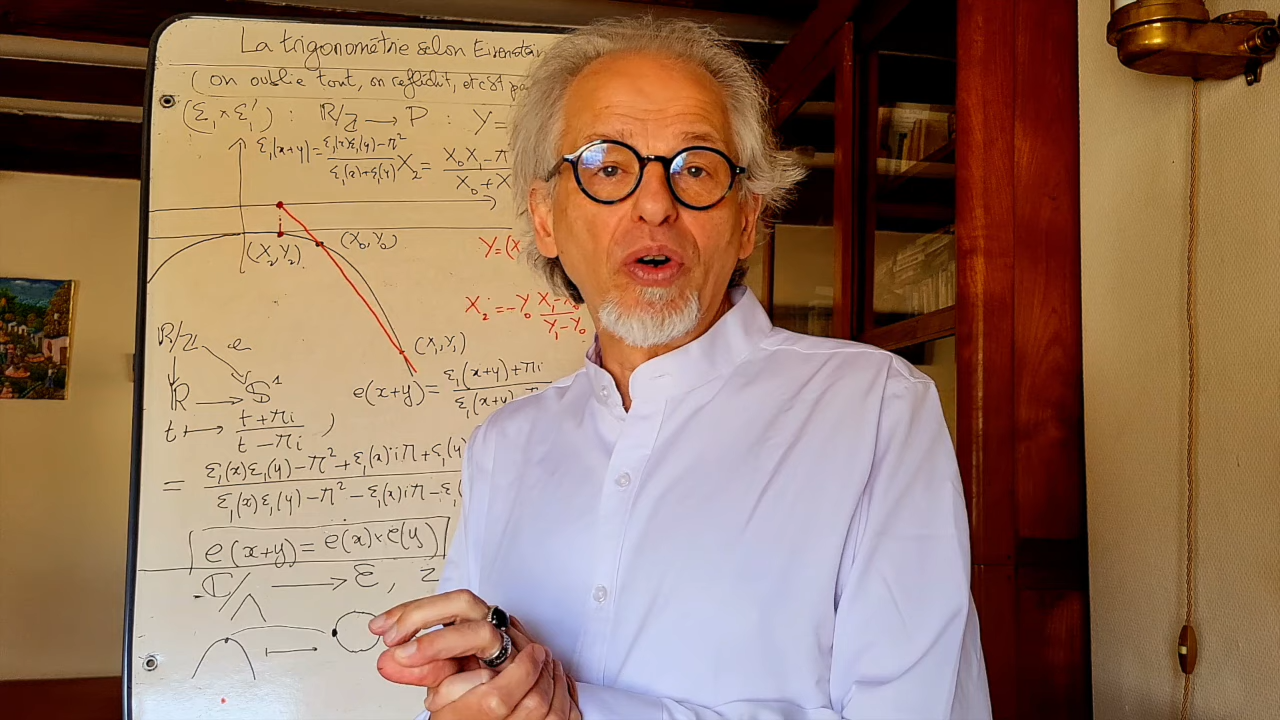 La trigonométrie selon Eisenstein
(on oublie tout, on réfléchit, et c'est pa
(ε₁ × ε₁') : ℝ/ℤ → P : Y =
ε₁(x+y) = (ε₁(x)ε₁(y) − π²)/(ε₁(x)+ε₁(y))
X₂ = (X₀X₁ − π
X₀ + X
(X₀, Y₀)
(X₂, Y₂)
Y = (X
X₂ = −Y₀ (X₁ − X₀)/(Y₁ − Y₀)
(X₁, Y₁)
ℝ/ℤ
e
ℝ → 𝕊¹
t ↦ (t + πi)/(t − πi)
e(x+y) = ε₁(x+y) + πi
ε₁(x+y)
= ε₁(x)ε₁(y) − π² + ε₁(x)iπ + ε₁(y)
ε₁(x)ε₁(y) − π² − ε₁(x)iπ − ε₁(
e(x+y) = e(x) × e(y)
ℂ/Λ → ε, z